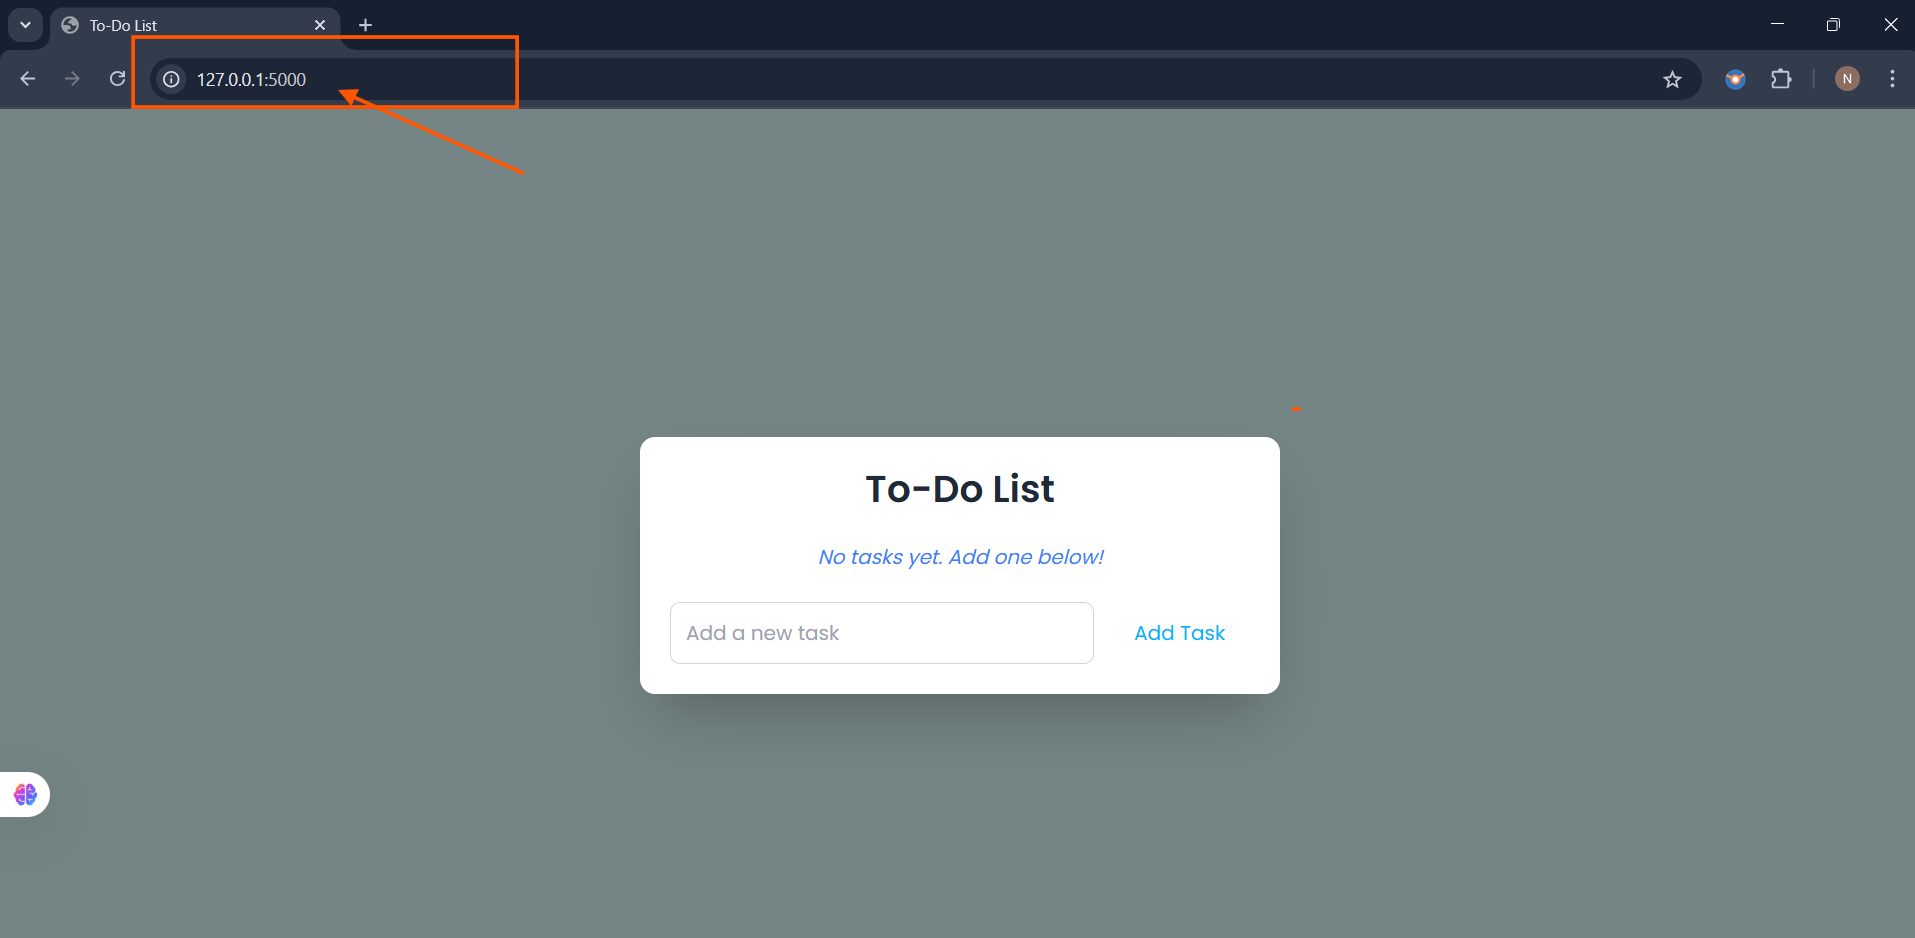 To-Do List
127.0.0.1:5000
N
To-Do List
No tasks yet. Add one below!
Add a new task
Add Task